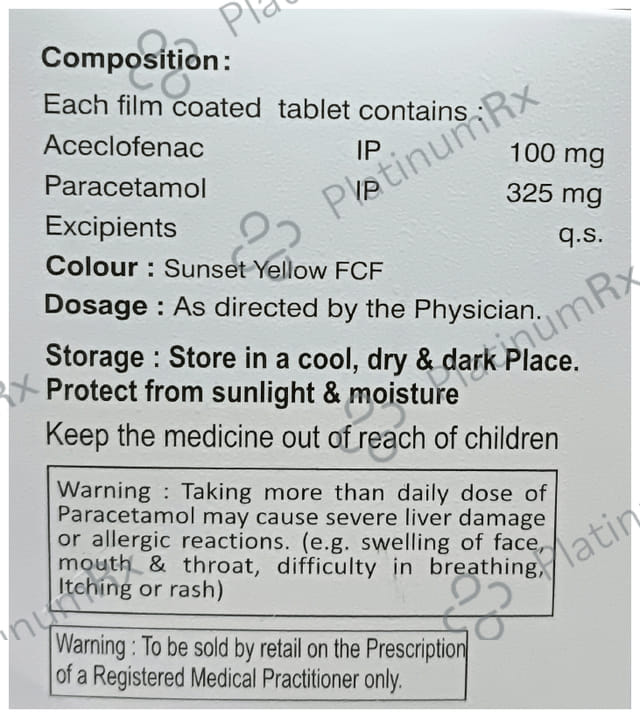 Composition :
Each film coated tablet contains :
Aceclofenac IP 100 mg
Paracetamol IP 325 mg
Excipients q.s.
Colour : Sunset Yellow FCF
Dosage : As directed by the Physician.
Storage : Store in a cool, dry & dark Place.
Protect from sunlight & moisture
Keep the medicine out of reach of children
Warning : Taking more than daily dose of
Paracetamol may cause severe liver damage
or allergic reactions. (e.g. swelling of face,
mouth & throat, difficulty in breathing,
Itching or rash)
Warning : To be sold by retail on the Prescription
of a Registered Medical Practitioner only.
PlatinumRx
PlatinumRx